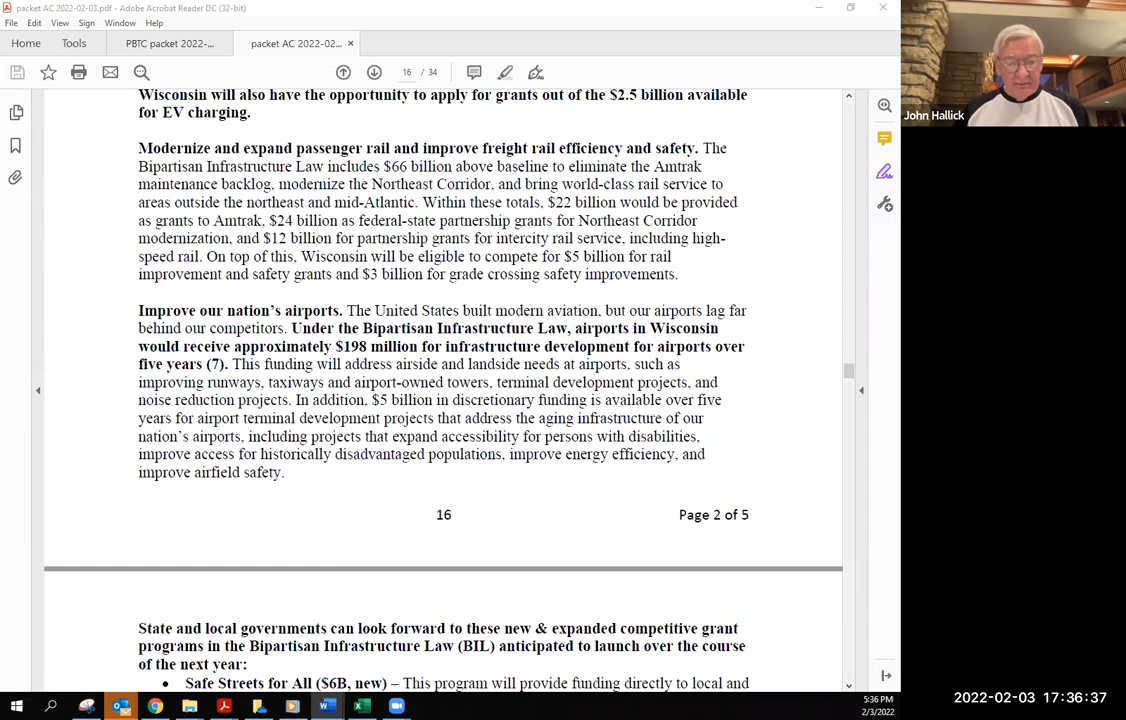 packet AC 2022-02-03.pdf - Adobe Acrobat Reader DC (32-bit)
File Edit View Sign Window Help
Home Tools PBTC packet 2022-... packet AC 2022-02... ×
16 / 34
Wisconsin will also have the opportunity to apply for grants out of the $2.5 billion available
for EV charging.
Modernize and expand passenger rail and improve freight rail efficiency and safety. The
Bipartisan Infrastructure Law includes $66 billion above baseline to eliminate the Amtrak
maintenance backlog, modernize the Northeast Corridor, and bring world-class rail service to
areas outside the northeast and mid-Atlantic. Within these totals, $22 billion would be provided
as grants to Amtrak, $24 billion as federal-state partnership grants for Northeast Corridor
modernization, and $12 billion for partnership grants for intercity rail service, including high-
speed rail. On top of this, Wisconsin will be eligible to compete for $5 billion for rail
improvement and safety grants and $3 billion for grade crossing safety improvements.
Improve our nation's airports. The United States built modern aviation, but our airports lag far
behind our competitors. Under the Bipartisan Infrastructure Law, airports in Wisconsin
would receive approximately $198 million for infrastructure development for airports over
five years (7). This funding will address airside and landside needs at airports, such as
improving runways, taxiways and airport-owned towers, terminal development projects, and
noise reduction projects. In addition, $5 billion in discretionary funding is available over five
years for airport terminal development projects that address the aging infrastructure of our
nation's airports, including projects that expand accessibility for persons with disabilities,
improve access for historically disadvantaged populations, improve energy efficiency, and
improve airfield safety.
16 Page 2 of 5
State and local governments can look forward to these new & expanded competitive grant
programs in the Bipartisan Infrastructure Law (BIL) anticipated to launch over the course
of the next year:
• Safe Streets for All ($6B, new) – This program will provide funding directly to local and
John Hallick
5:36 PM
2/3/2022
2022-02-03 17:36:37